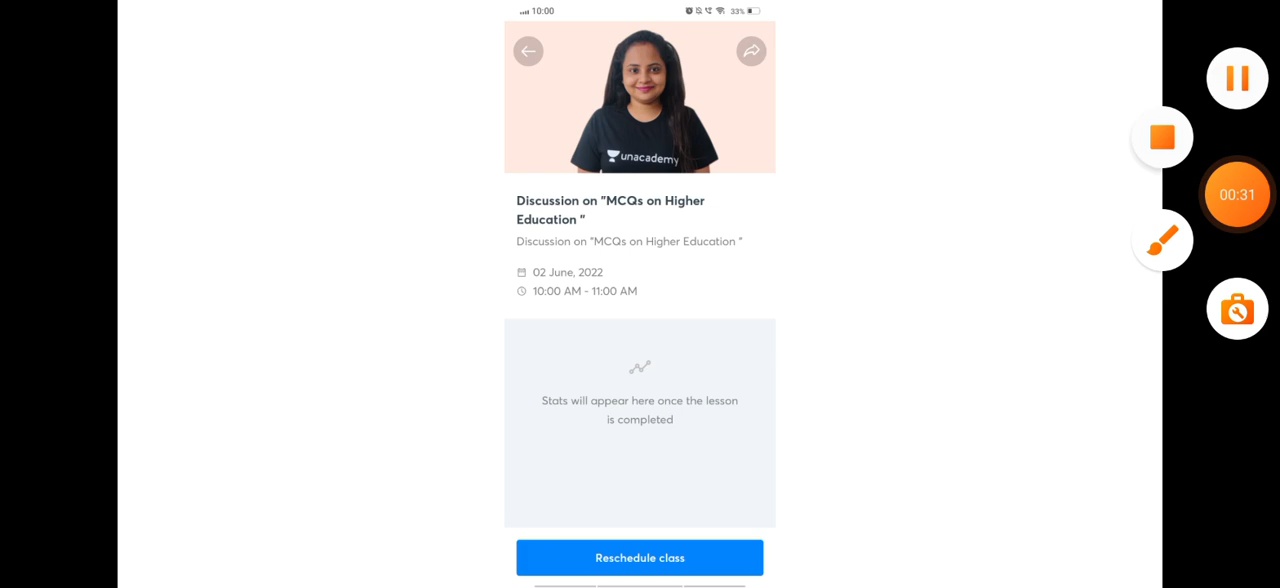 10:00
33%
unacademy
Discussion on "MCQs on Higher
Education "
Discussion on "MCQs on Higher Education "
02 June, 2022
10:00 AM - 11:00 AM
00:31
Stats will appear here once the lesson
is completed
Reschedule class